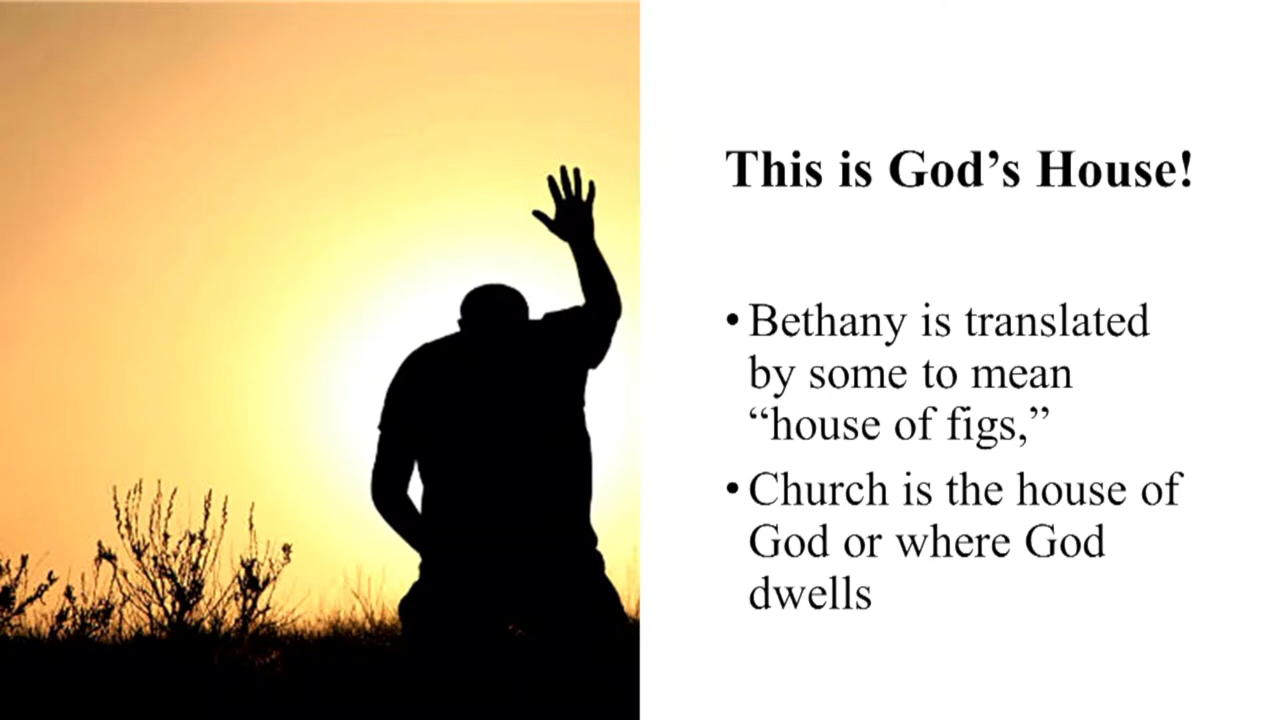 This is God’s House!
• Bethany is translated
by some to mean
“house of figs,”
• Church is the house of
God or where God
dwells